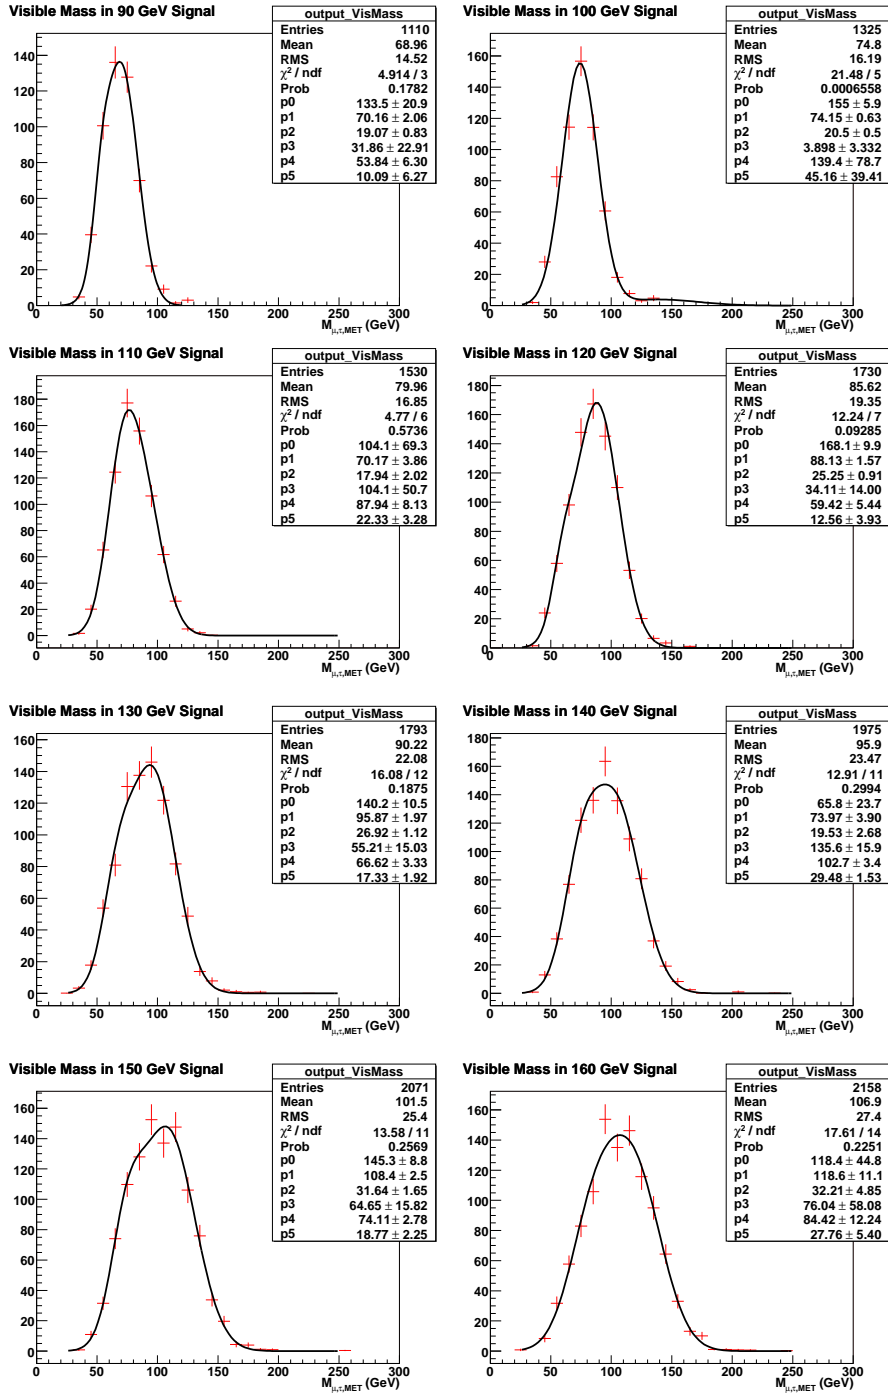 Visible Mass in 90 GeV Signal
output_VisMass
Entries 1110
Mean 68.96
RMS 14.52
χ² / ndf 4.914 / 3
Prob 0.1782
p0 133.5 ± 20.9
p1 70.16 ± 2.06
p2 19.07 ± 0.83
p3 31.86 ± 22.91
p4 53.84 ± 6.30
p5 10.09 ± 6.27
140
120
100
80
60
40
20
0
0 50 100 150 200 250 300
M_{μ,τ,MET} (GeV)
Visible Mass in 100 GeV Signal
output_VisMass
Entries 1325
Mean 74.8
RMS 16.19
χ² / ndf 21.48 / 5
Prob 0.0006558
p0 155 ± 5.9
p1 74.15 ± 0.63
p2 20.5 ± 0.5
p3 3.898 ± 3.332
p4 139.4 ± 78.7
p5 45.16 ± 39.41
160
140
120
100
80
60
40
20
0
0 50 100 150 200 250 300
M_{μ,τ,MET} (GeV)
Visible Mass in 110 GeV Signal
output_VisMass
Entries 1530
Mean 79.96
RMS 16.85
χ² / ndf 4.77 / 6
Prob 0.5736
p0 104.1 ± 69.3
p1 70.17 ± 3.86
p2 17.94 ± 2.02
p3 104.1 ± 50.7
p4 87.94 ± 8.13
p5 22.33 ± 3.28
180
160
140
120
100
80
60
40
20
0
0 50 100 150 200 250 300
M_{μ,τ,MET} (GeV)
Visible Mass in 120 GeV Signal
output_VisMass
Entries 1730
Mean 85.62
RMS 19.35
χ² / ndf 12.24 / 7
Prob 0.09285
p0 168.1 ± 9.9
p1 88.13 ± 1.57
p2 25.25 ± 0.91
p3 34.11 ± 14.00
p4 59.42 ± 5.44
p5 12.56 ± 3.93
180
160
140
120
100
80
60
40
20
0
0 50 100 150 200 250 300
M_{μ,τ,MET} (GeV)
Visible Mass in 130 GeV Signal
output_VisMass
Entries 1793
Mean 90.22
RMS 22.08
χ² / ndf 16.08 / 12
Prob 0.1875
p0 140.2 ± 10.5
p1 95.87 ± 1.97
p2 26.92 ± 1.12
p3 55.21 ± 15.03
p4 66.62 ± 3.33
p5 17.33 ± 1.92
160
140
120
100
80
60
40
20
0
0 50 100 150 200 250 300
M_{μ,τ,MET} (GeV)
Visible Mass in 140 GeV Signal
output_VisMass
Entries 1975
Mean 95.9
RMS 23.47
χ² / ndf 12.91 / 11
Prob 0.2994
p0 65.8 ± 23.7
p1 73.97 ± 3.90
p2 19.53 ± 2.68
p3 135.6 ± 15.9
p4 102.7 ± 3.4
p5 29.48 ± 1.53
180
160
140
120
100
80
60
40
20
0
0 50 100 150 200 250 300
M_{μ,τ,MET} (GeV)
Visible Mass in 150 GeV Signal
output_VisMass
Entries 2071
Mean 101.5
RMS 25.4
χ² / ndf 13.58 / 11
Prob 0.2569
p0 145.3 ± 8.8
p1 108.4 ± 2.5
p2 31.64 ± 1.65
p3 64.65 ± 15.82
p4 74.11 ± 2.78
p5 18.77 ± 2.25
160
140
120
100
80
60
40
20
0
0 50 100 150 200 250 300
M_{μ,τ,MET} (GeV)
Visible Mass in 160 GeV Signal
output_VisMass
Entries 2158
Mean 106.9
RMS 27.4
χ² / ndf 17.61 / 14
Prob 0.2251
p0 118.4 ± 44.8
p1 118.6 ± 11.1
p2 32.21 ± 4.85
p3 76.04 ± 58.08
p4 84.42 ± 12.24
p5 27.76 ± 5.40
160
140
120
100
80
60
40
20
0
0 50 100 150 200 250 300
M_{μ,τ,MET} (GeV)